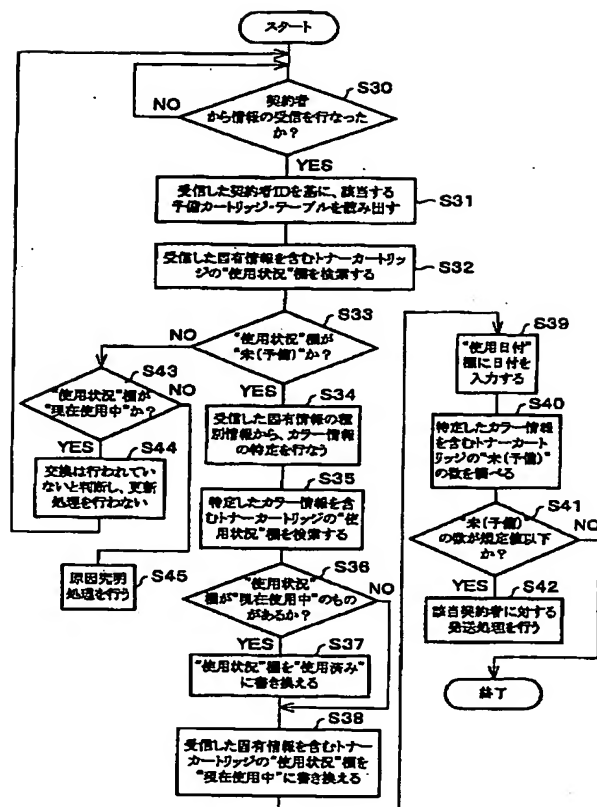 スタート
S30
契約者
から情報の受信を行なった
か？
NO
YES
受信した契約者IDを基に、該当する
予備カートリッジ・テーブルを読み出す
S31
受信した固有情報を含むトナーカートリッ
ジの“使用状況”欄を検索する
S32
S33
“使用状況”欄が
“未(予備)”か？
NO
YES
S43
“使用状況”欄が
“現在使用中”か？
NO
YES
S44
交換は行われてい
ないと判断し、更新
処理を行わない
S45
原因究明
処理を行う
S34
受信した固有情報の種
別情報から、カラー情報
の特定を行なう
S35
特定したカラー情報を含
むトナーカートリッジの“使
用状況”欄を検索する
S36
“使用状況”
欄が“現在使用中”のもの
があるか？
NO
YES
S37
“使用状況”欄を“使用済み”
に書き換える
S38
受信した固有情報を含むトナー
カートリッジの“使用状況”欄を
“現在使用中”に書き換える
S39
“使用日付”
欄に日付を
入力する
S40
特定したカラー情報
を含むトナーカート
リッジの“未(予備)”
の数を調べる
S41
“未(予備)”
の数が規定値以下
か？
NO
YES
S42
該当契約者に対する
発送処理を行う
終了